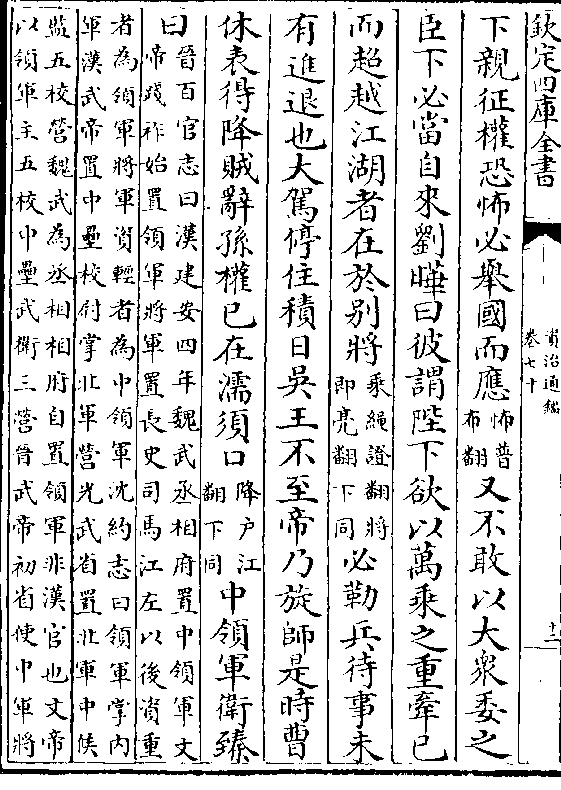 欽定四庫全書
資治通鑑
卷七十
十二
下親征權恐怖必舉國而應怖普布翻又不敢以大衆委之
臣下必當自來劉曄曰彼謂陛下欲以萬乘之重牽已
而超越江湖者在於别將乘繩證翻將即亮翻下同必勒兵待事未
有進退也大駕停住積日吳王不至帝乃旋師是時曹
休表得降賊辭孫權已在濡須口降户江翻下同中領軍衛臻
曰晉百官志曰漢建安四年魏武丞相府置中領軍文
帝踐祚始置領軍將軍置長史司馬江左以後資重
者為領軍將軍資輕者為中領軍沈約志曰領軍掌内
軍漢武帝置中壘校尉掌北軍營光武省置北軍中候
監五校營魏武為丞相相府自置領軍非漢官也文帝
以領軍主五校中壘武衛三營晉武帝初省使中軍將